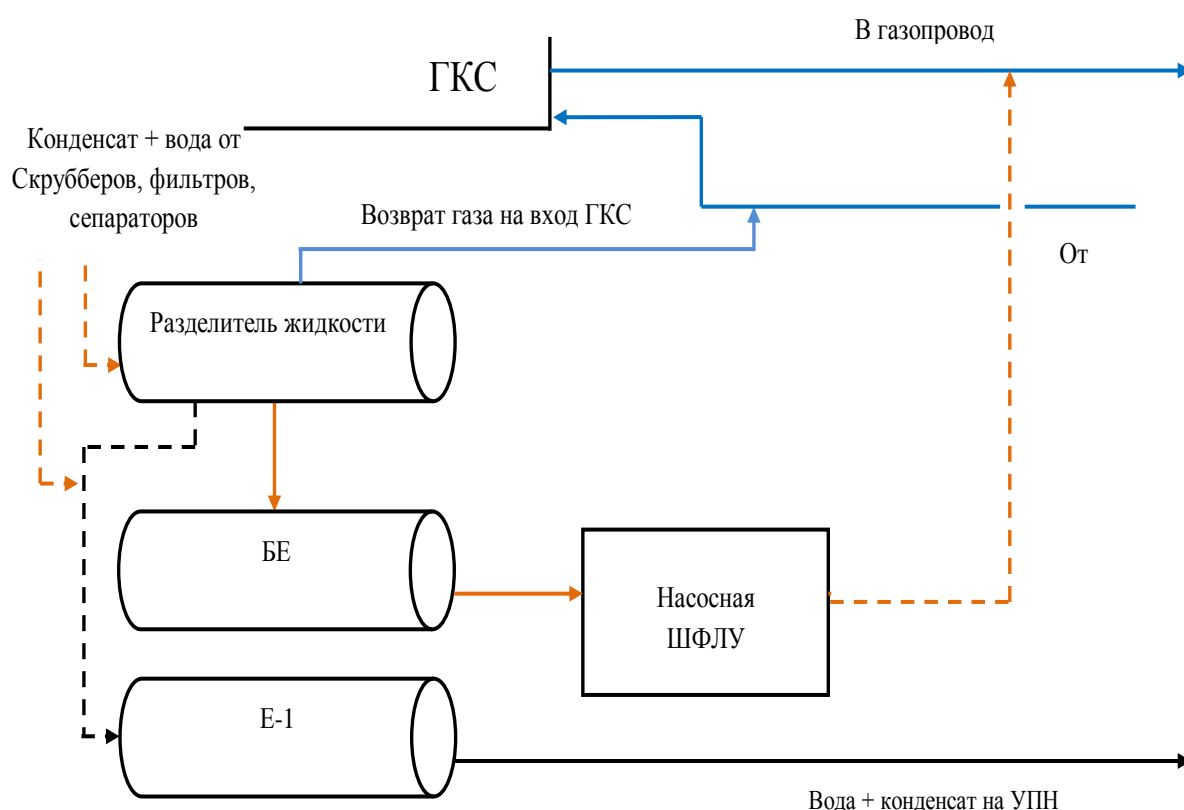 В газопровод
ГКС
Конденсат + вода от
Скрубберов, фильтров,
сепараторов
Возврат газа на вход ГКС
От
Разделитель жидкости
БЕ
Насосная
ШФЛУ
Е-1
Вода + конденсат на УПН